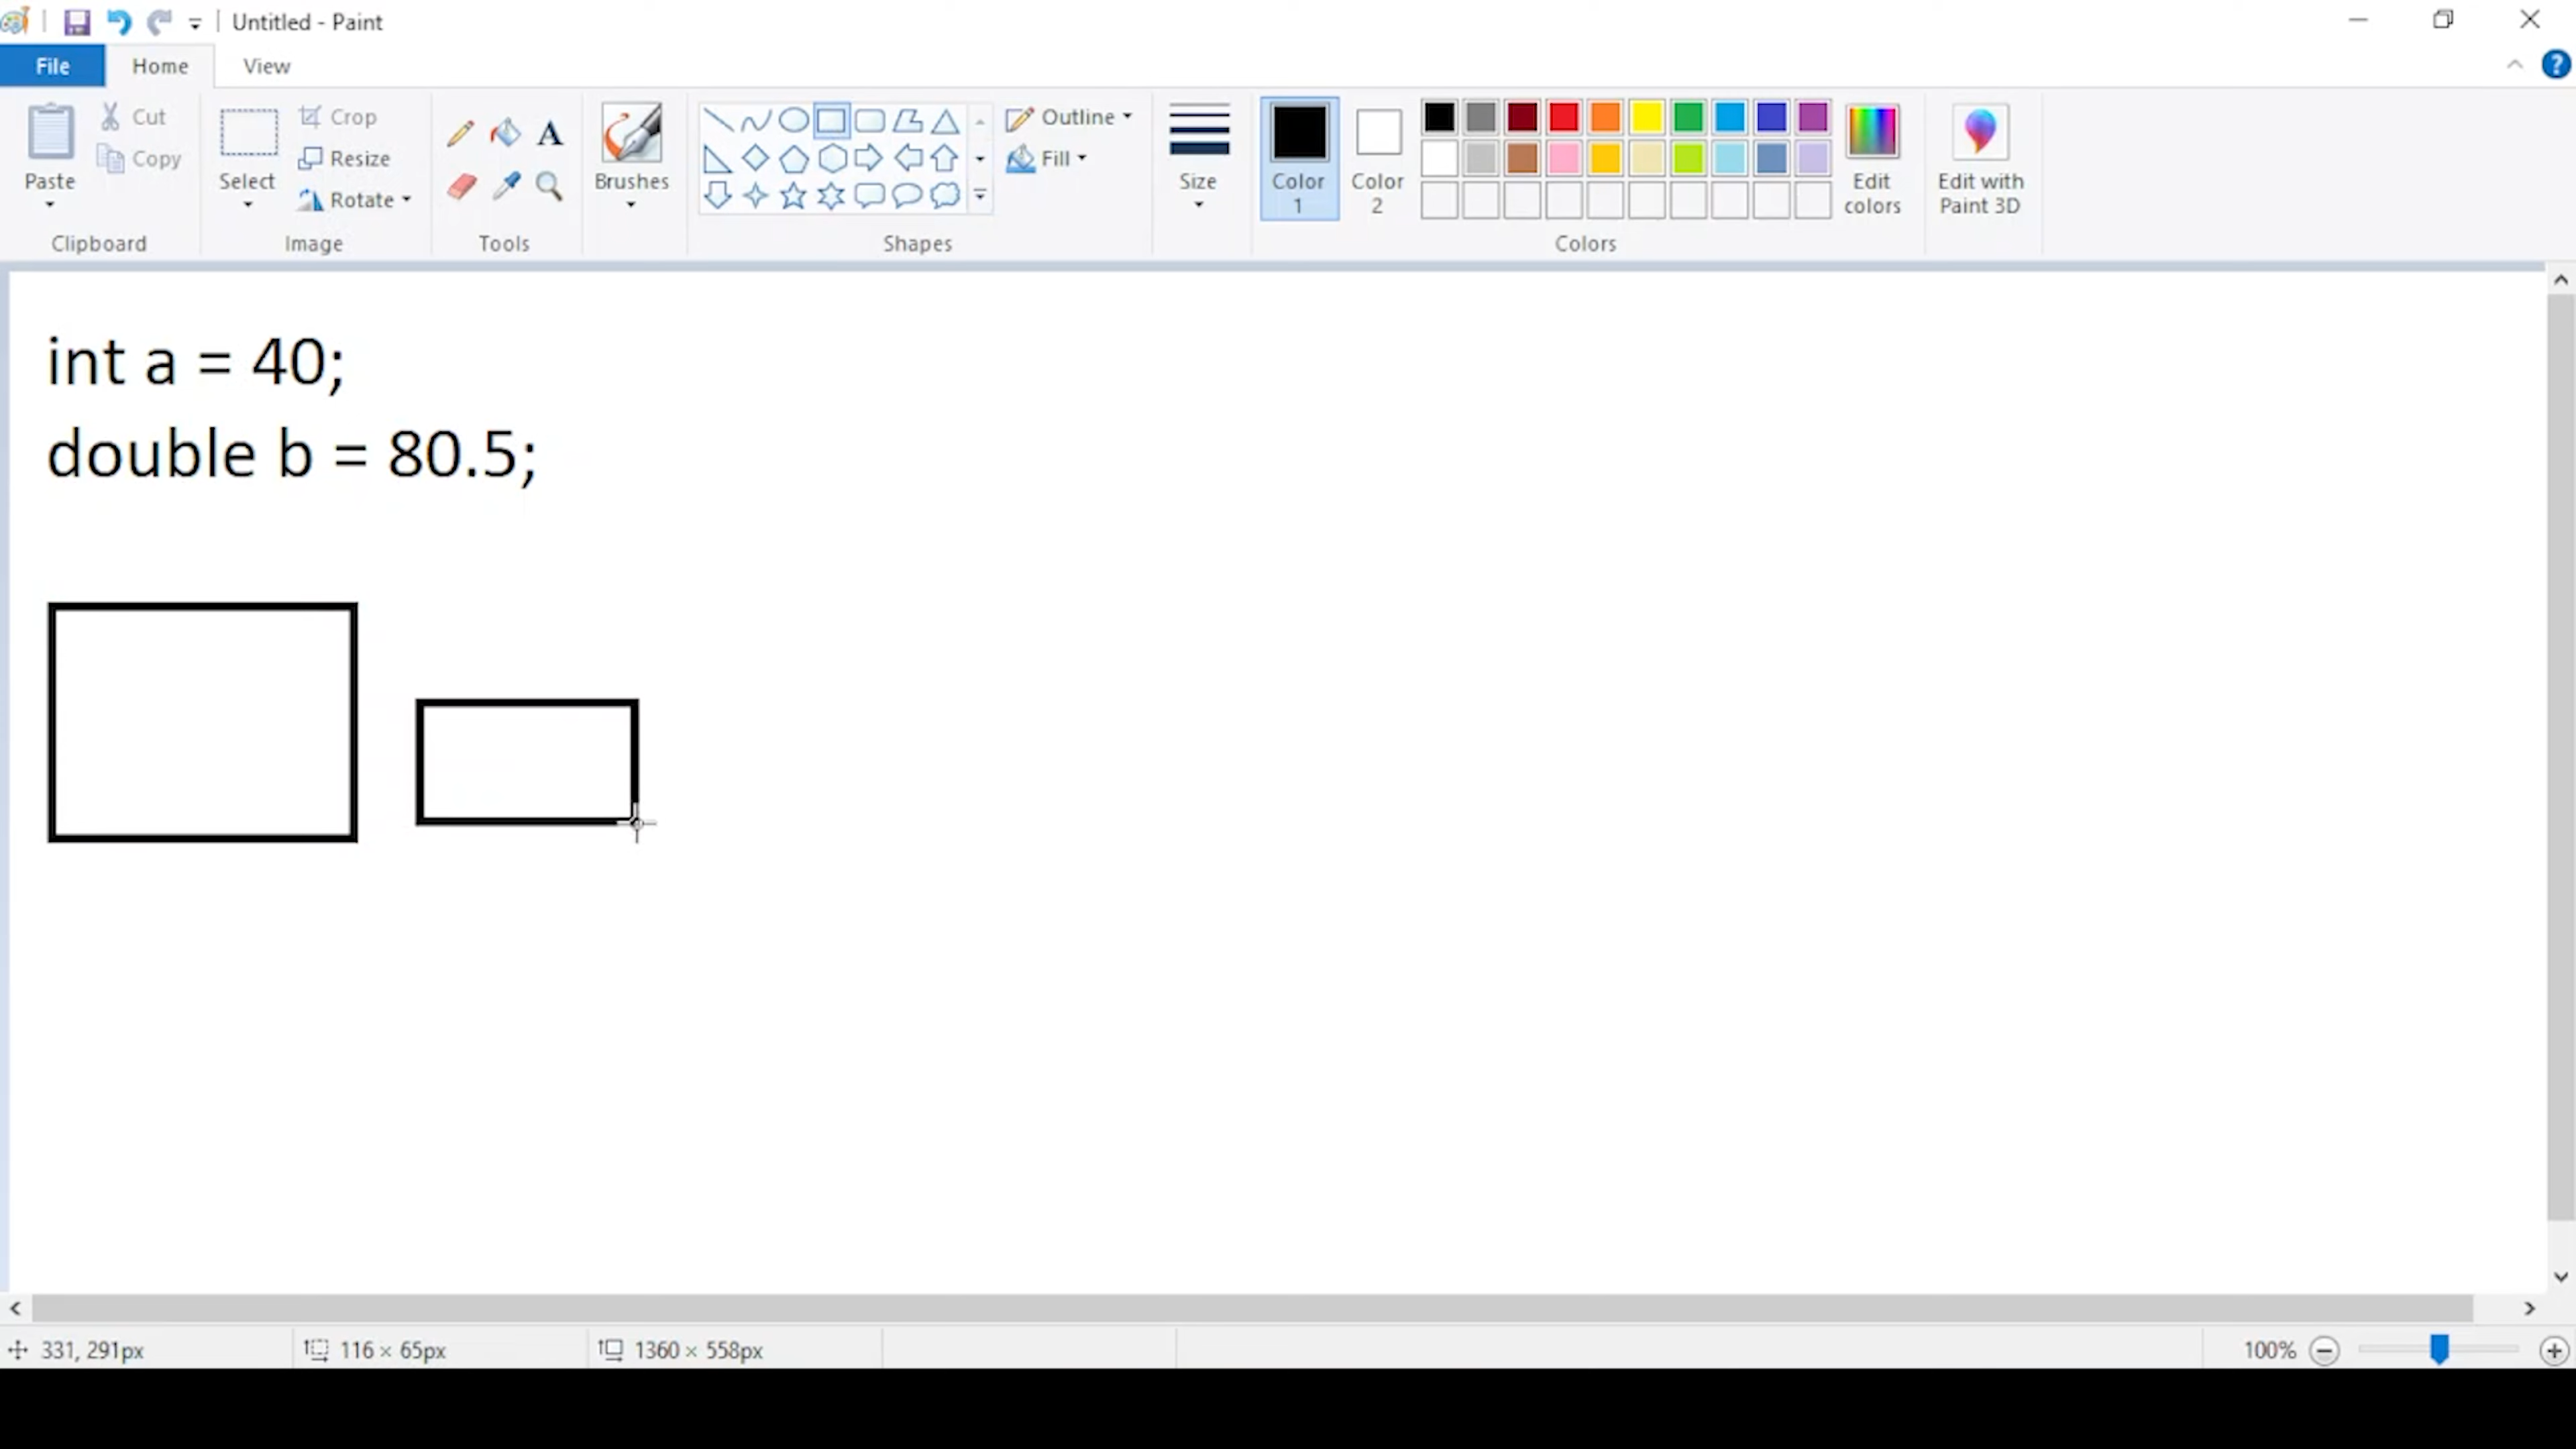 Untitled - Paint
File Home View
Paste
Cut
Copy
Clipboard
Select
Crop
Resize
Rotate
Image
A
Tools
Brushes
Shapes
Outline
Fill
Size
Color 1
Color 2
Colors
Edit colors
Edit with Paint 3D
?
int a = 40;
double b = 80.5;
331, 291px 116 × 65px 1360 × 558px 100%